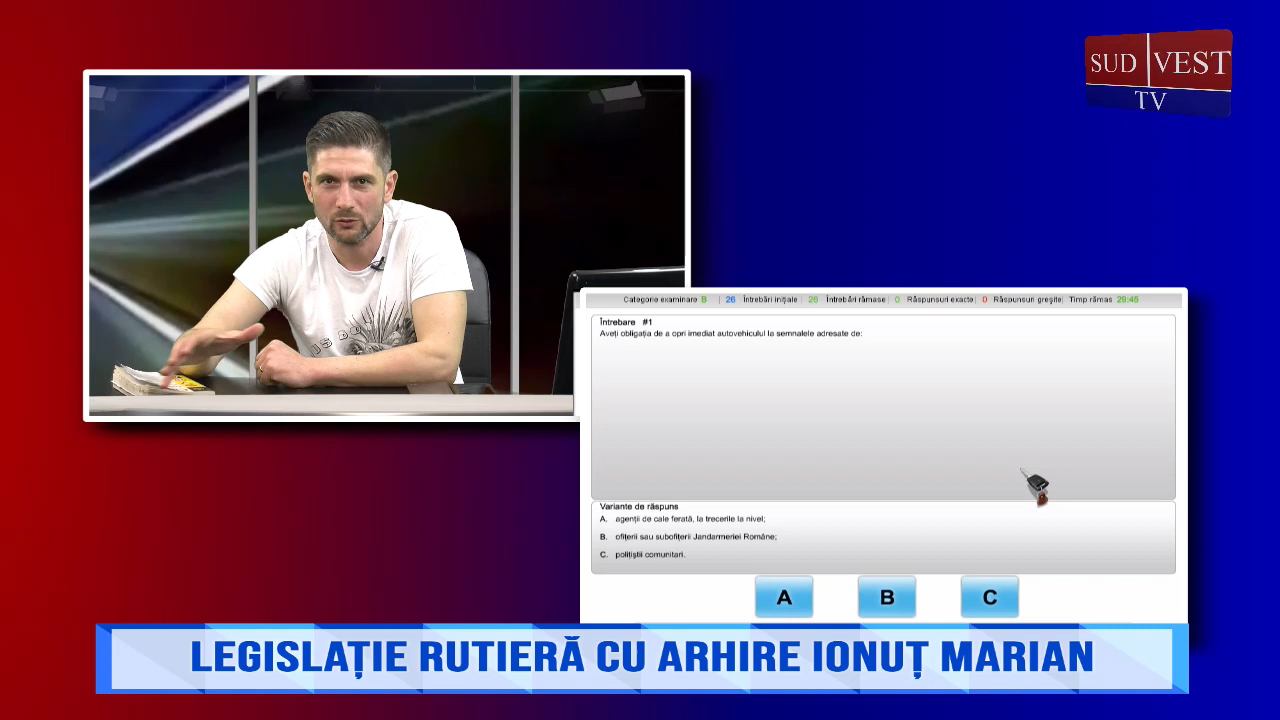 SUD VEST
TV
Categorie examinare B | 26 Întrebări inițiale | 26 Întrebări rămase | 0 Răspunsuri exacte | 0 Răspunsuri greșite | Timp rămas 29:45
Întrebare #1
Aveți obligația de a opri imediat autovehiculul la semnalele adresate de:
Variante de răspuns
A. agenții de cale ferată, la trecerile la nivel;
B. ofițerii sau subofițerii Jandarmeriei Române;
C. polițiștii comunitari.
A B C
LEGISLAȚIE RUTIERĂ CU ARHIRE IONUȚ MARIAN